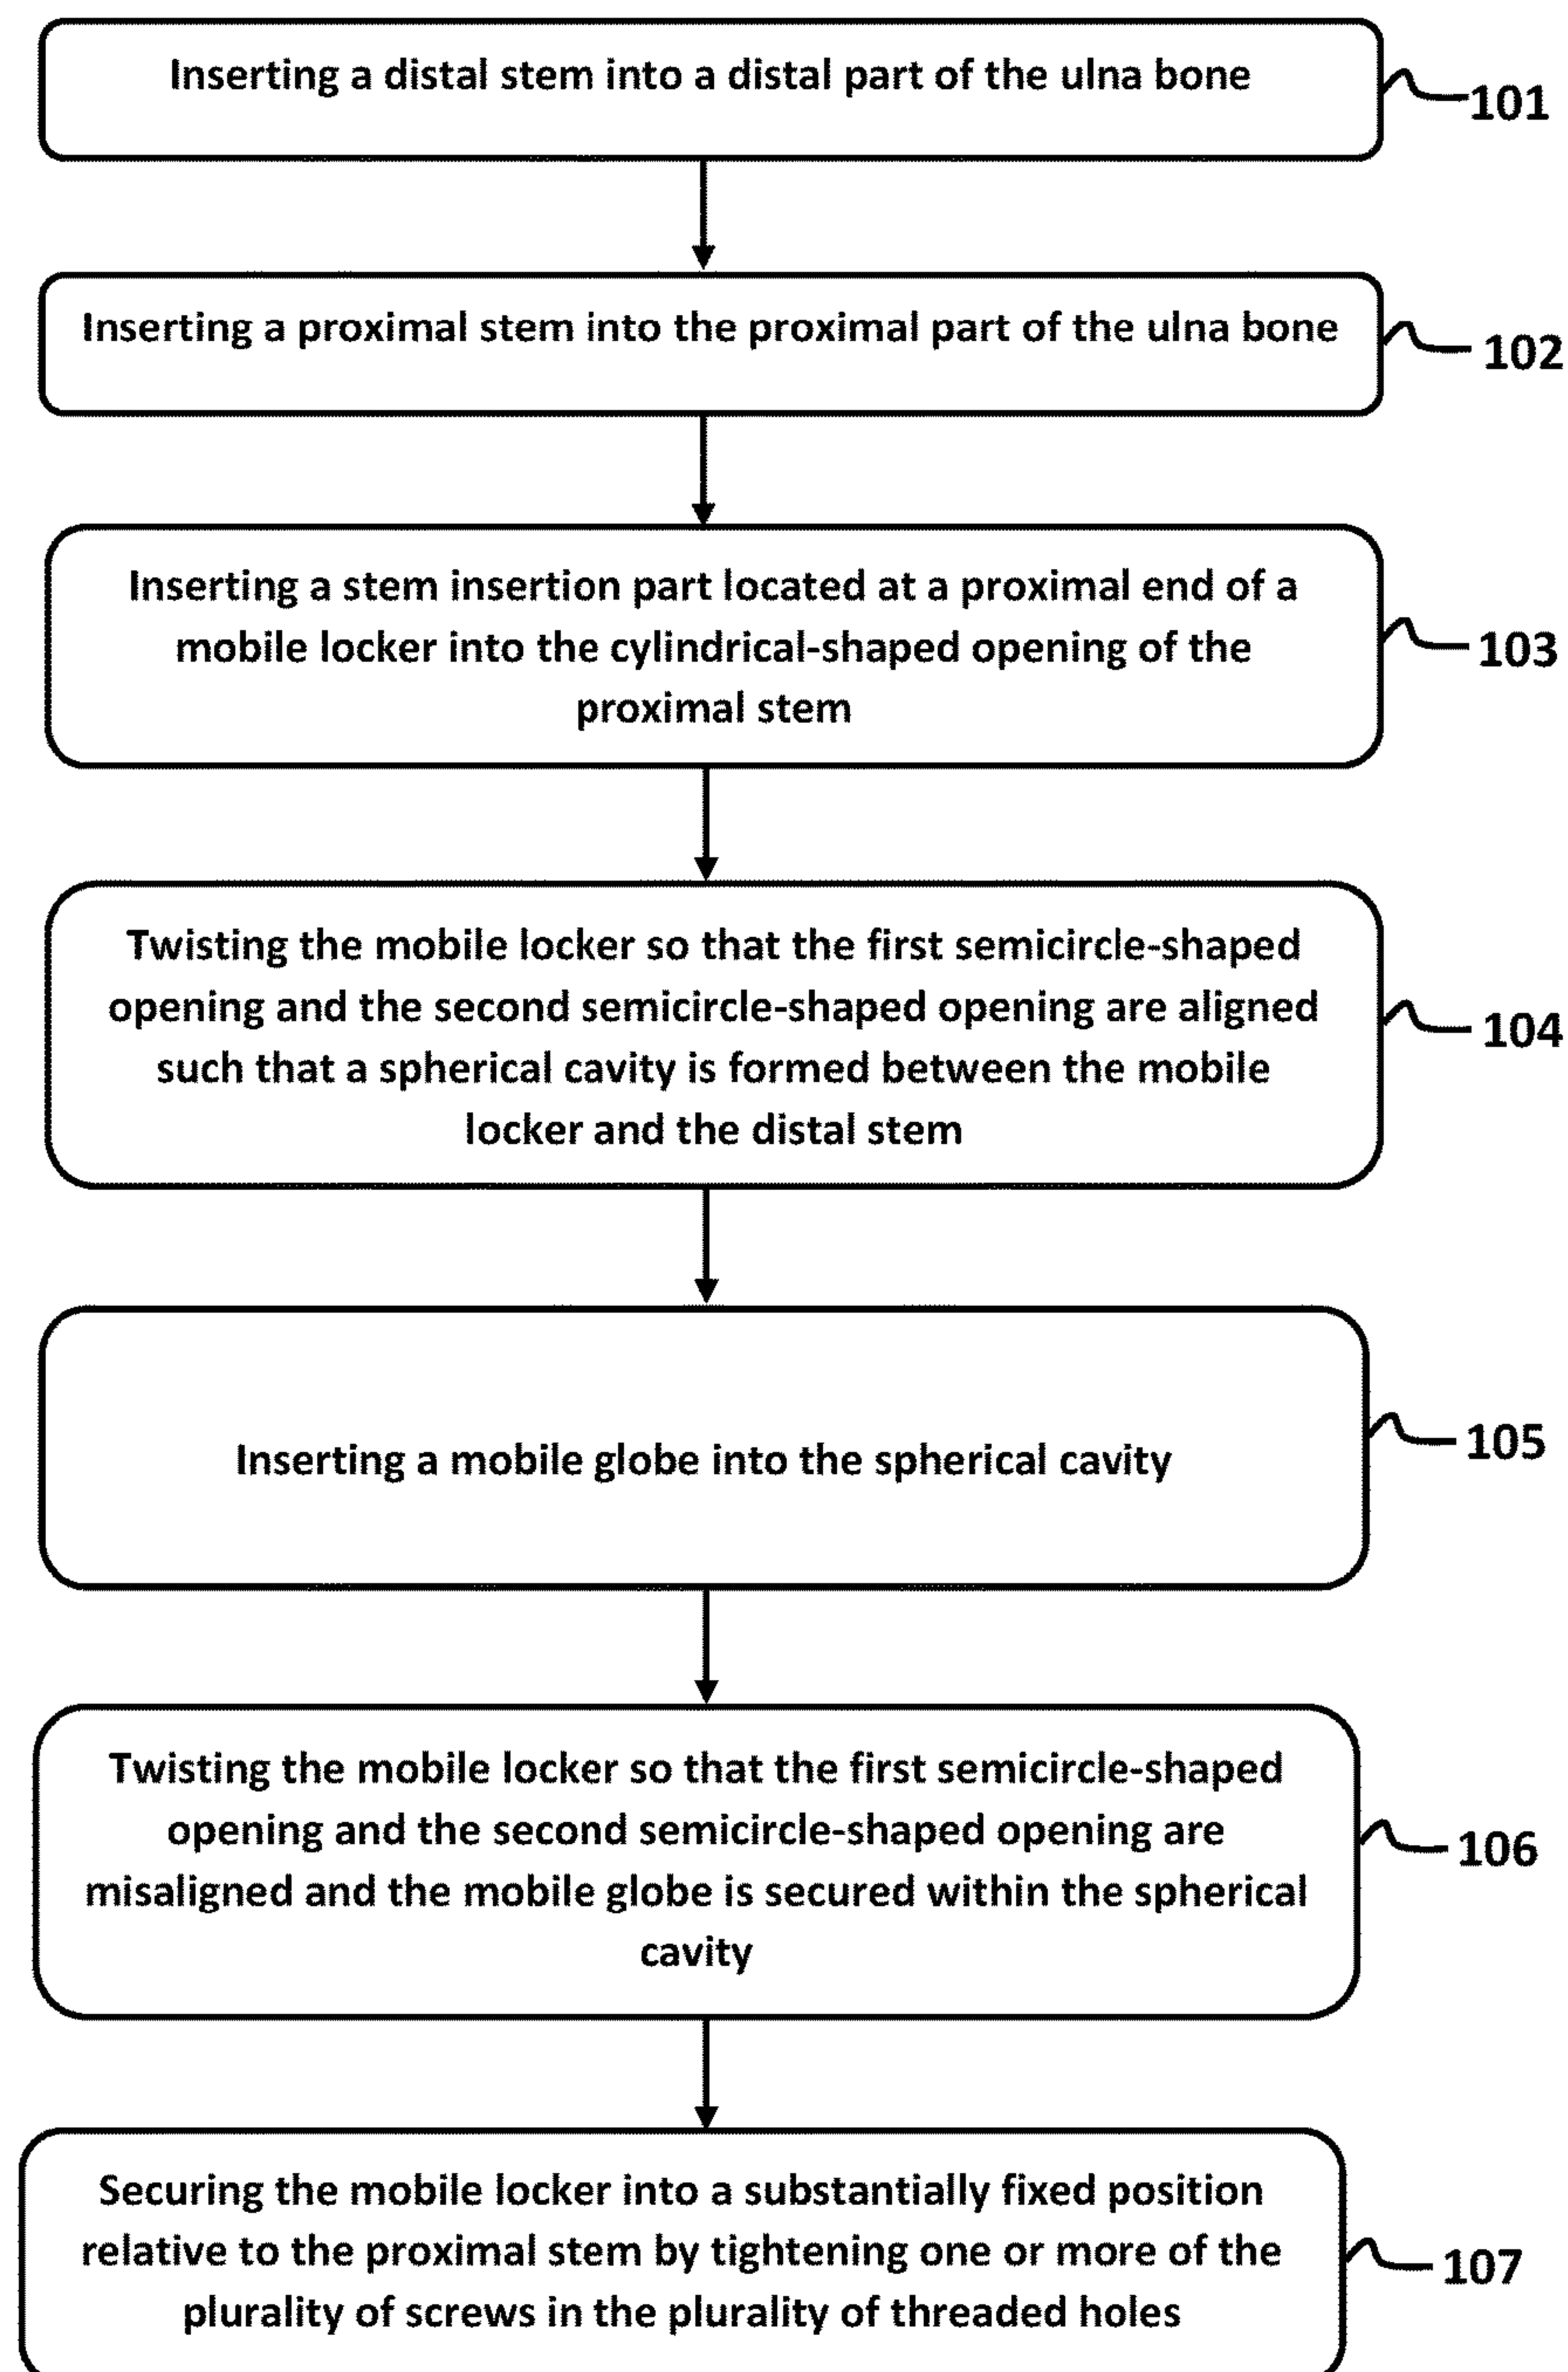 Inserting a distal stem into a distal part of the ulna bone
101
Inserting a proximal stem into the proximal part of the ulna bone
102
Inserting a stem insertion part located at a proximal end of a
mobile locker into the cylindrical-shaped opening of the
proximal stem
103
Twisting the mobile locker so that the first semicircle-shaped
opening and the second semicircle-shaped opening are aligned
such that a spherical cavity is formed between the mobile
locker and the distal stem
104
Inserting a mobile globe into the spherical cavity
105
Twisting the mobile locker so that the first semicircle-shaped
opening and the second semicircle-shaped opening are
misaligned and the mobile globe is secured within the spherical
cavity
106
Securing the mobile locker into a substantially fixed position
relative to the proximal stem by tightening one or more of the
plurality of screws in the plurality of threaded holes
107